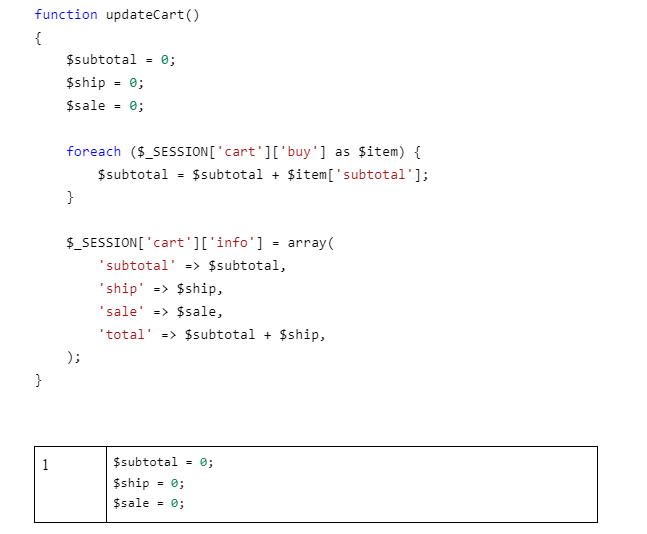 function updateCart()
{
    $subtotal = 0;
    $ship = 0;
    $sale = 0;

    foreach ($_SESSION['cart']['buy'] as $item) {
        $subtotal = $subtotal + $item['subtotal'];
    }

    $_SESSION['cart']['info'] = array(
        'subtotal' => $subtotal,
        'ship' => $ship,
        'sale' => $sale,
        'total' => $subtotal + $ship,
    );
}

1
$subtotal = 0;
$ship = 0;
$sale = 0;